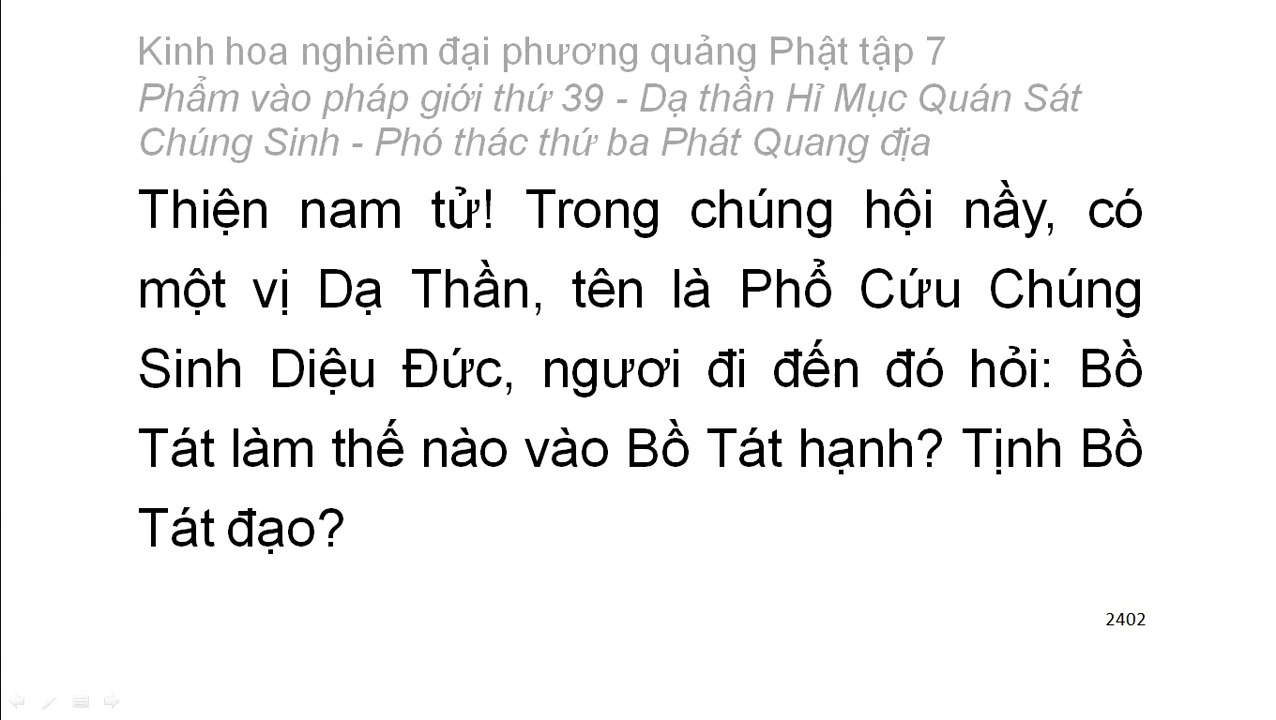 Kinh hoa nghiêm đại phương quảng Phật tập 7
Phẩm vào pháp giới thứ 39 - Dạ thần Hỉ Mục Quán Sát
Chúng Sinh - Phó thác thứ ba Phát Quang địa
Thiện nam tử! Trong chúng hội nầy, có
một vị Dạ Thần, tên là Phổ Cứu Chúng
Sinh Diệu Đức, ngươi đi đến đó hỏi: Bồ
Tát làm thế nào vào Bồ Tát hạnh? Tịnh Bồ
Tát đạo?
2402